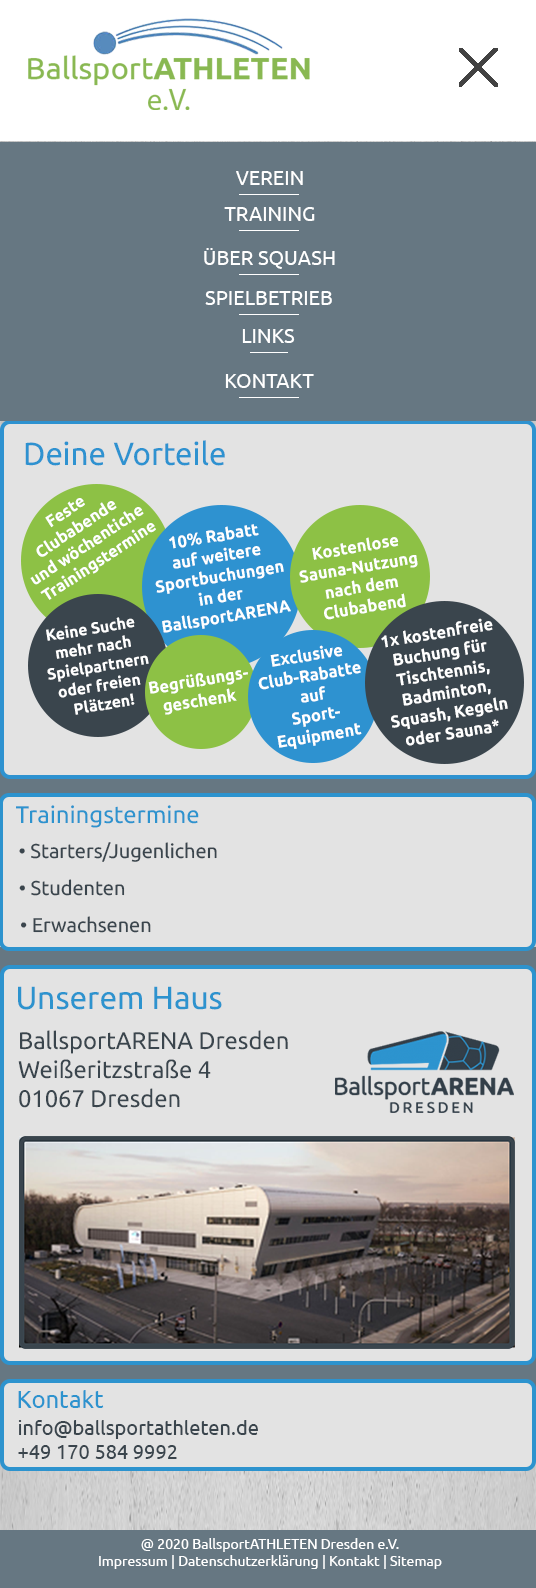 BallsportATHLETEN
e.V.
VEREIN
TRAINING
ÜBER SQUASH
SPIELBETRIEB
LINKS
KONTAKT
Deine Vorteile
Feste
Clubabende
und wöchentiche
Trainingstermine
10% Rabatt
auf weitere
Sportbuchungen
in der
BallsportARENA
Kostenlose
Sauna-Nutzung
nach dem
Clubabend
Keine Suche
mehr nach
Spielpartnern
oder freien
Plätzen!
Begrüßungs-
geschenk
Exclusive
Club-Rabatte
auf
Sport-
Equipment
1x kostenfreie
Buchung für
Tischtennis,
Badminton,
Squash, Kegeln
oder Sauna*
Trainingstermine
• Starters/Jugenlichen
• Studenten
• Erwachsenen
Unserem Haus
BallsportARENA Dresden
Weißeritzstraße 4
01067 Dresden
BallsportARENA
DRESDEN
Kontakt
info@ballsportathleten.de
+49 170 584 9992
@ 2020 BallsportATHLETEN Dresden e.V.
Impressum | Datenschutzerklärung | Kontakt | Sitemap